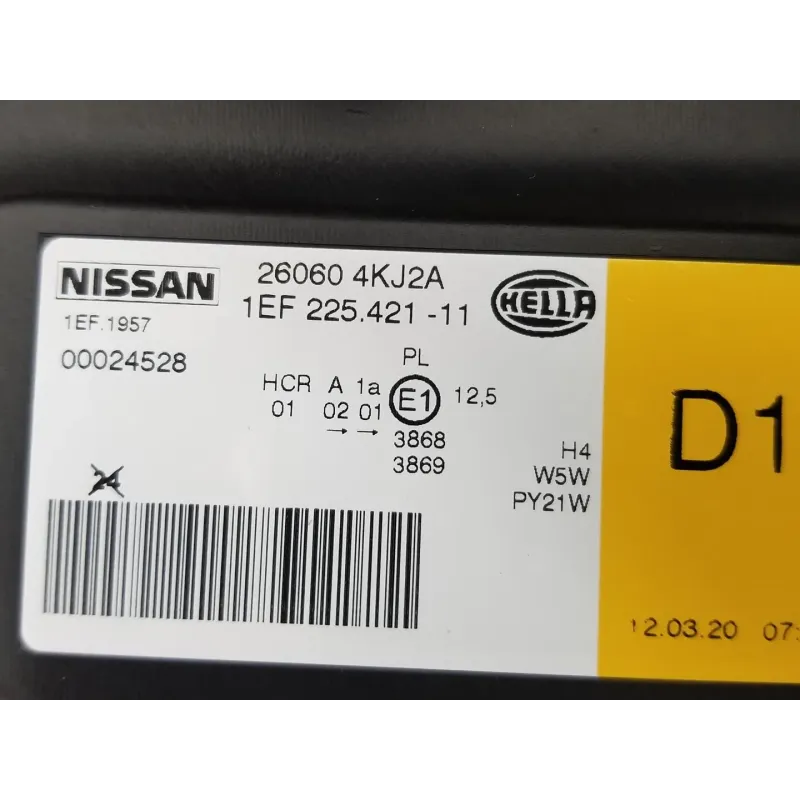 NISSAN
26060 4KJ2A
1EF 225.421 -11
HELLA
1EF.1957
00024528
PL
HCR A 1a E1 12,5
01 02 01
→ → 3868
3869
H4
W5W
PY21W
24
D1
12.03.20 07: